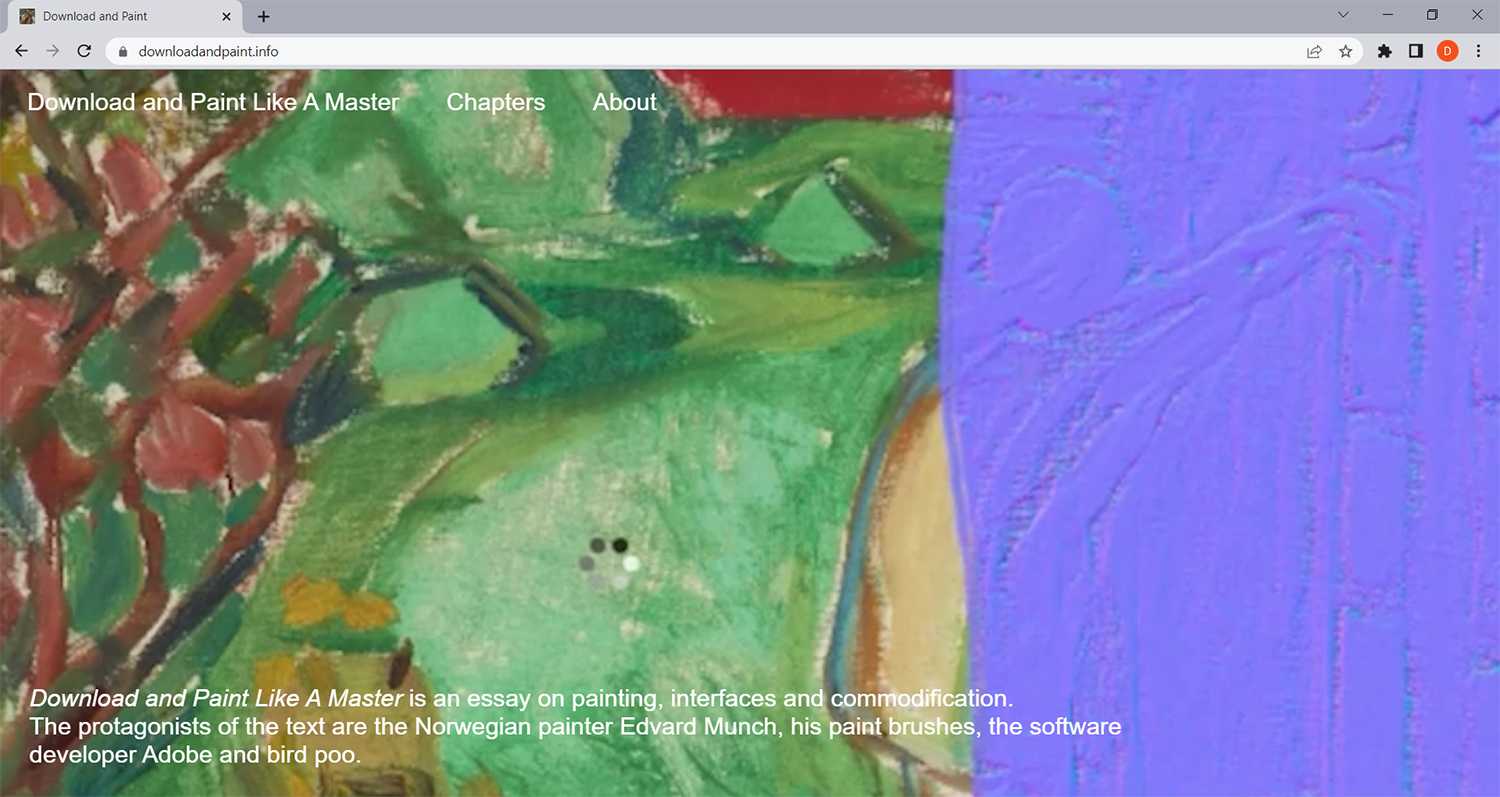 Download and Paint
downloadandpaint.info
D
Download and Paint Like A Master Chapters About
Download and Paint Like A Master is an essay on painting, interfaces and commodification.
The protagonists of the text are the Norwegian painter Edvard Munch, his paint brushes, the software
developer Adobe and bird poo.